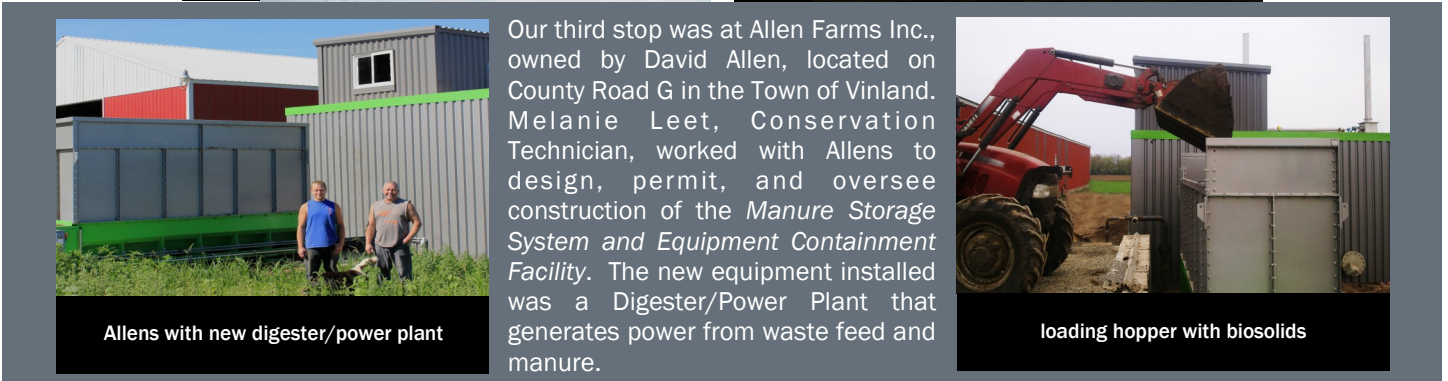 Our third stop was at Allen Farms Inc.,
owned by David Allen, located on
County Road G in the Town of Vinland.
Melanie Leet, Conservation
Technician, worked with Allens to
design, permit, and oversee
construction of the Manure Storage
System and Equipment Containment
Facility. The new equipment installed
was a Digester/Power Plant that
generates power from waste feed and
manure.
Allens with new digester/power plant
loading hopper with biosolids